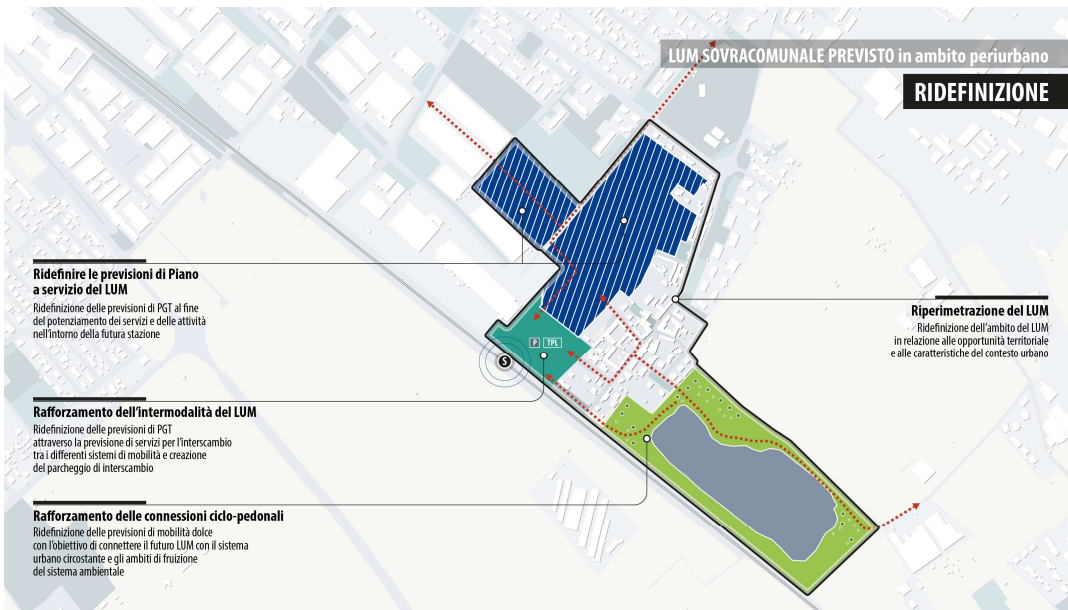 LUM SOVRACOMUNALE PREVISTO in ambito periurbano
RIDEFINIZIONE
Ridefinire le previsioni di Piano
a servizio del LUM
Ridefinizione delle previsioni di PGT al fine
del potenziamento dei servizi e delle attività
nell'intorno della futura stazione
Riperimetrazione del LUM
Ridefinizione dell'ambito del LUM
in relazione alle opportunità territoriale
e alle caratteristiche del contesto urbano
P TPL
S
Rafforzamento dell'intermodalità del LUM
Ridefinizione delle previsioni di PGT
attraverso la previsione di servizi per l'interscambio
tra i differenti sistemi di mobilità e creazione
del parcheggio di interscambio
Rafforzamento delle connessioni ciclo-pedonali
Ridefinizione delle previsioni di mobilità dolce
con l'obiettivo di connettere il futuro LUM con il sistema
urbano circostante e gli ambiti di fruizione
del sistema ambientale